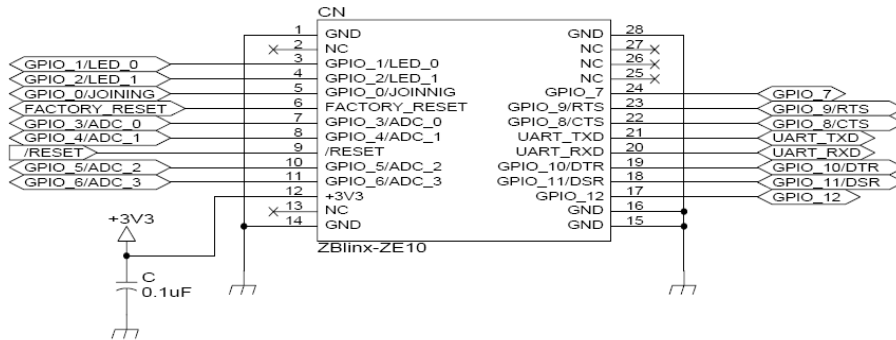 CN
1 GND GND 28
2 NC NC 27
GPIO_1/LED_0 3 GPIO_1/LED_0 NC 26
GPIO_2/LED_1 4 GPIO_2/LED_1 NC 25
GPIO_0/JOINING 5 GPIO_0/JOINNIG GPIO_7 24 GPIO_7
FACTORY_RESET 6 FACTORY_RESET GPIO_9/RTS 23 GPIO_9/RTS
GPIO_3/ADC_0 7 GPIO_3/ADC_0 GPIO_8/CTS 22 GPIO_8/CTS
GPIO_4/ADC_1 8 GPIO_4/ADC_1 UART_TXD 21 UART_TXD
/RESET 9 /RESET UART_RXD 20 UART_RXD
GPIO_5/ADC_2 10 GPIO_5/ADC_2 GPIO_10/DTR 19 GPIO_10/DTR
GPIO_6/ADC_3 11 GPIO_6/ADC_3 GPIO_11/DSR 18 GPIO_11/DSR
12 +3V3 GPIO_12 17 GPIO_12
13 NC GND 16
14 GND GND 15
+3V3
ZBlinx-ZE10
C
0.1uF